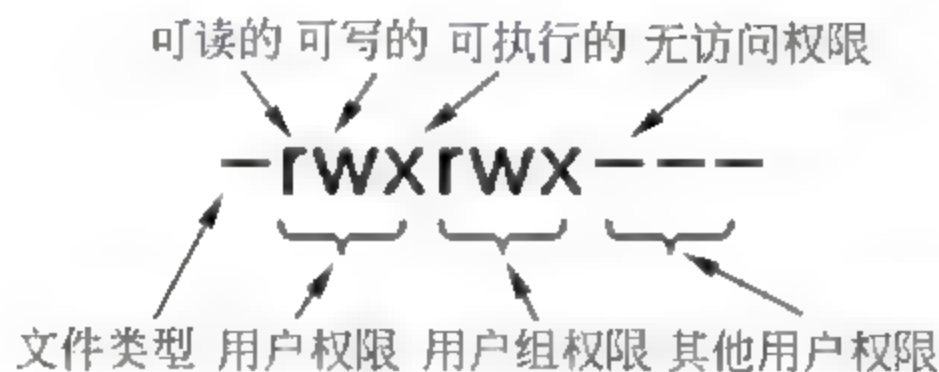 可读的 可写的 可执行的 无访问权限
-rwxrwx---
文件类型 用户权限 用户组权限 其他用户权限